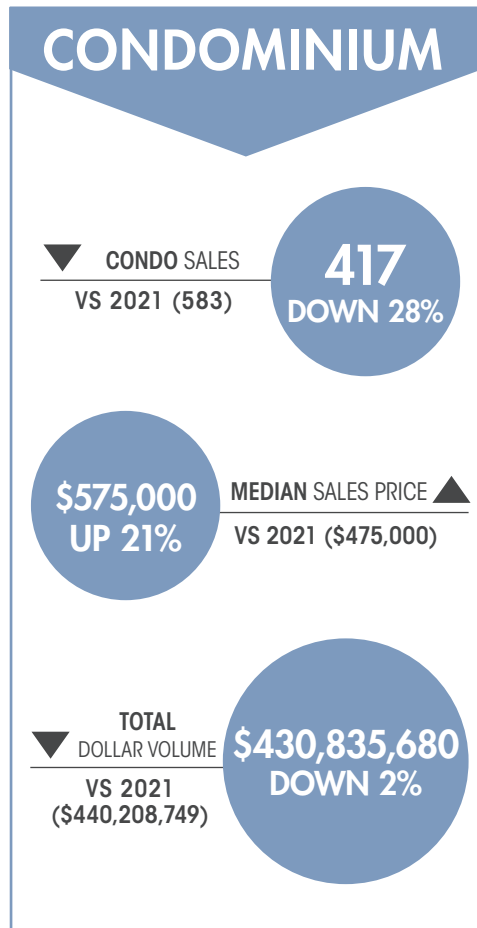 CONDOMINIUM
CONDO SALES
VS 2021 (583)
417
DOWN 28%
$575,000
UP 21%
MEDIAN SALES PRICE
VS 2021 ($475,000)
TOTAL
DOLLAR VOLUME
VS 2021
($440,208,749)
$430,835,680
DOWN 2%